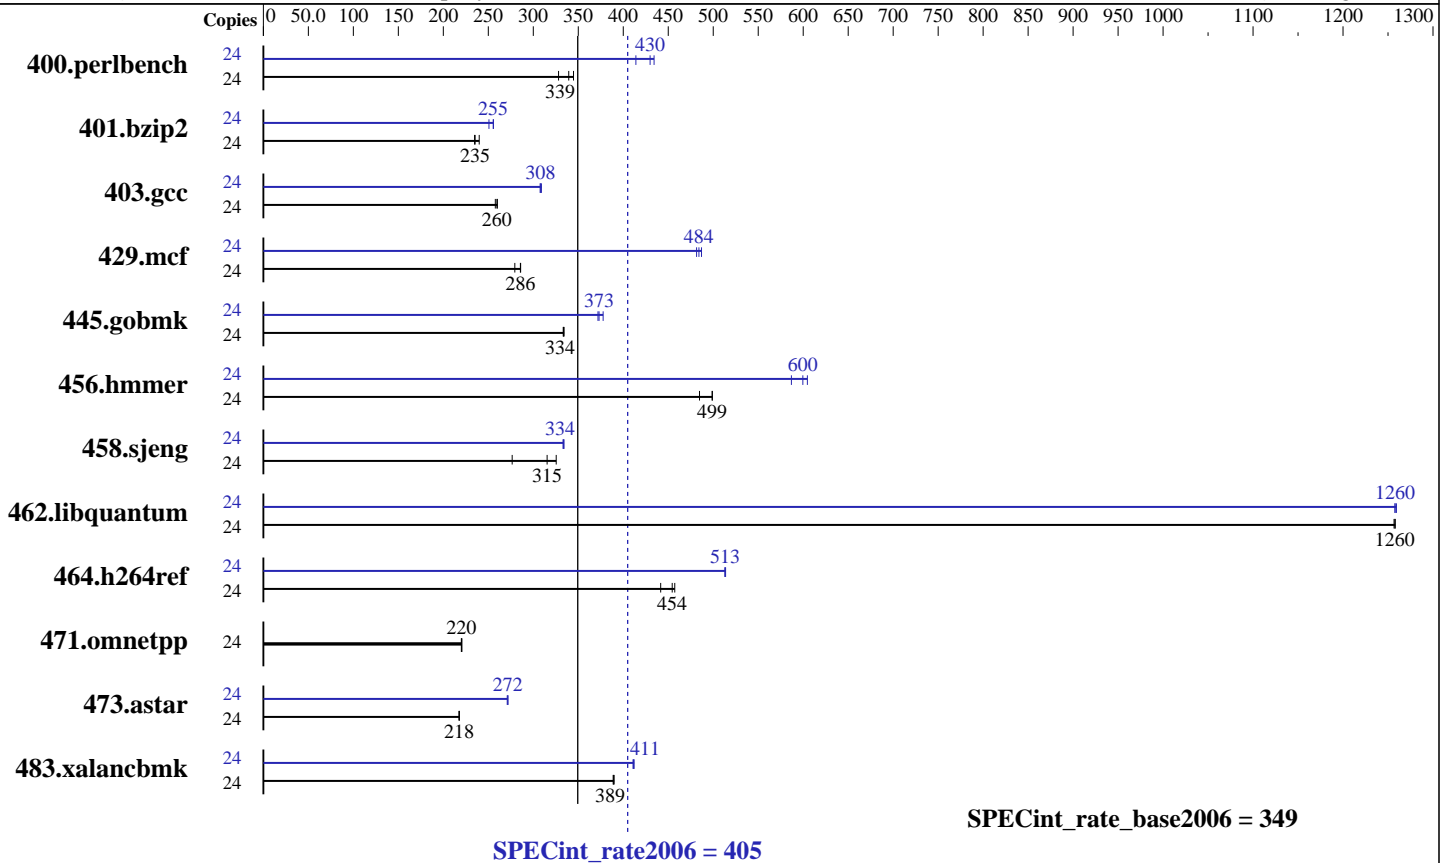 Copies 0 50.0 100 150 200 250 300 350 400 450 500 550 600 650 700 750 800 850 900 950 1000 1100 1200 1300
400.perlbench 24 430
24 339
401.bzip2 24 255
24 235
403.gcc 24 308
24 260
429.mcf 24 484
24 286
445.gobmk 24 373
24 334
456.hmmer 24 600
24 499
458.sjeng 24 334
24 315
462.libquantum 24 1260
24 1260
464.h264ref 24 513
24 454
471.omnetpp 24 220
473.astar 24 272
24 218
483.xalancbmk 24 411
24 389
SPECint_rate_base2006 = 349
SPECint_rate2006 = 405